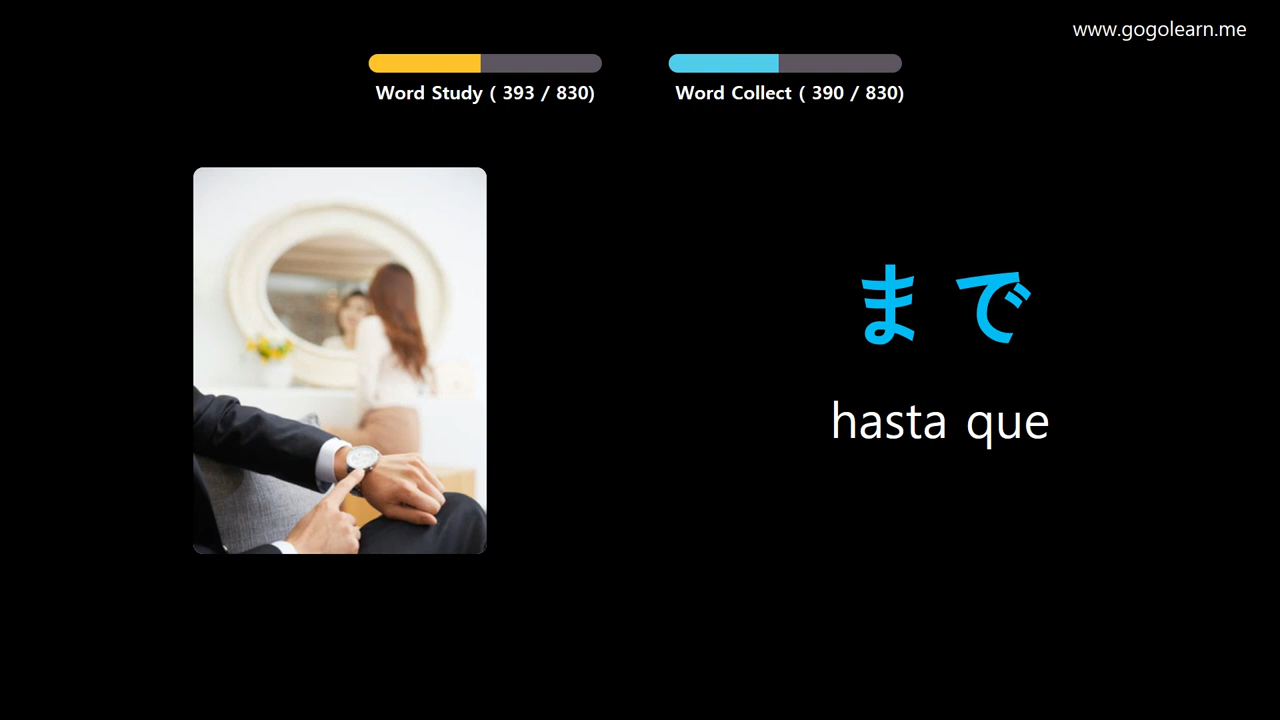 www.gogolearn.me
Word Study ( 393 / 830)
Word Collect ( 390 / 830)
まで
hasta que